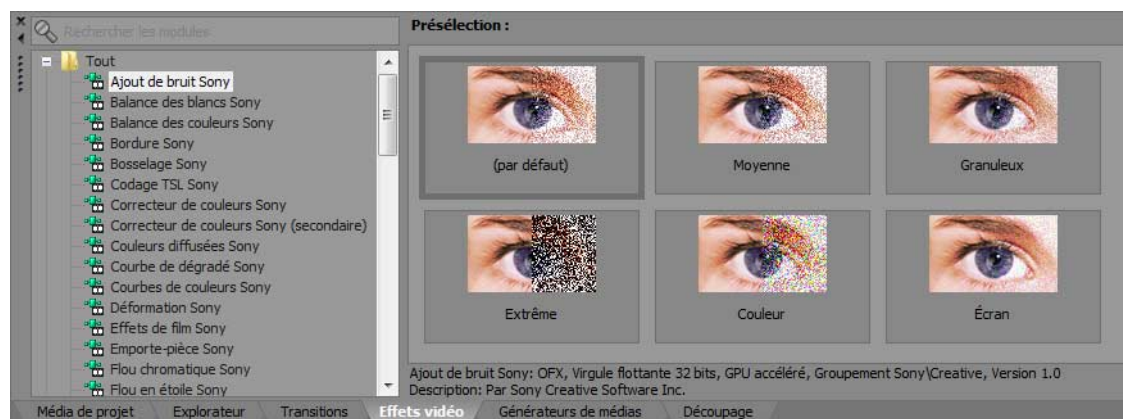 Rechercher les modules
Présélection :
Tout
Ajout de bruit Sony
Balance des blancs Sony
Balance des couleurs Sony
Bordure Sony
Bosselage Sony
Codage TSL Sony
Correcteur de couleurs Sony
Correcteur de couleurs Sony (secondaire)
Couleurs diffusées Sony
Courbe de dégradé Sony
Courbes de couleurs Sony
Déformation Sony
Effets de film Sony
Emporte-pièce Sony
Flou chromatique Sony
Flou en étoile Sony
(par défaut)
Moyenne
Granuleux
Extrême
Couleur
Écran
Ajout de bruit Sony: OFX, Virgule flottante 32 bits, GPU accéléré, Groupement Sony\Creative, Version 1.0
Description: Par Sony Creative Software Inc.
Média de projet
Explorateur
Transitions
Effets vidéo
Générateurs de médias
Découpage